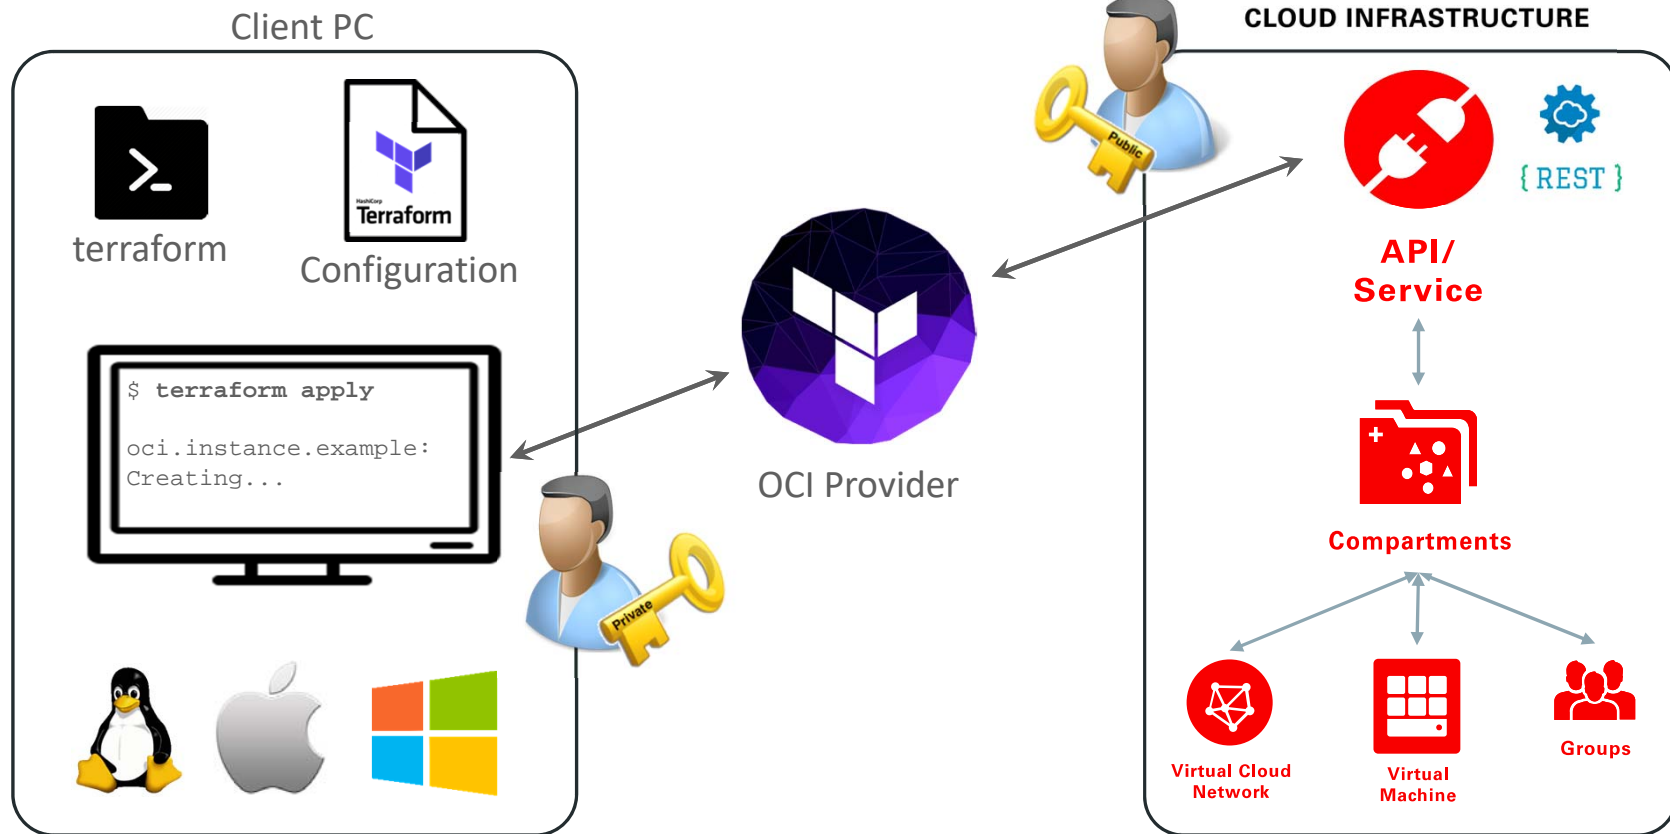 Client PC
CLOUD INFRASTRUCTURE
>_
terraform
HashiCorp
Terraform
Configuration
$ terraform apply
oci.instance.example:
Creating...
Private
OCI Provider
Public
{ REST }
API/
Service
Compartments
Virtual Cloud
Network
Virtual
Machine
Groups